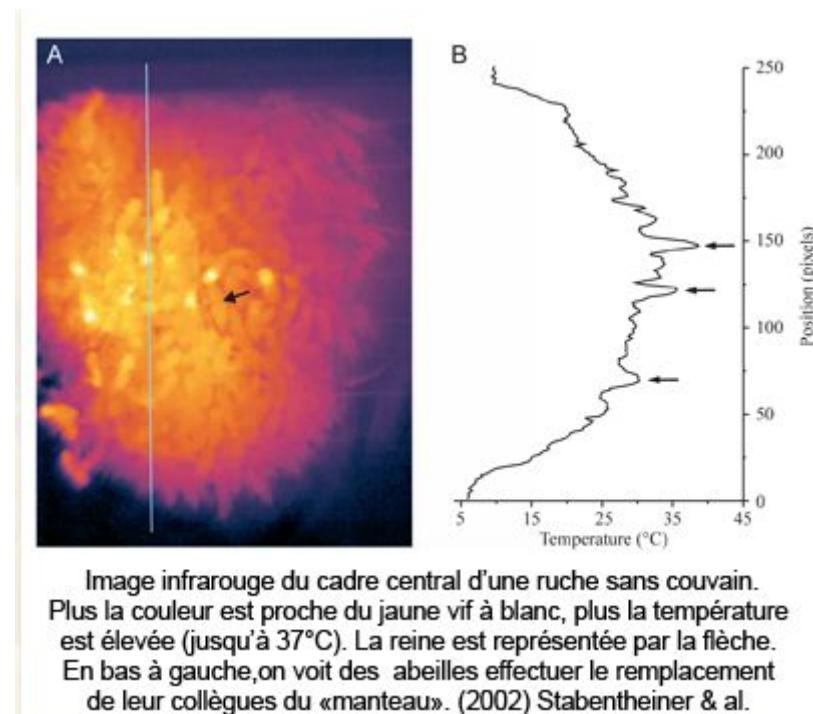 A
B
250
200
150
100
50
0
Position (pixels)
5 15 25 35 45
Temperature (°C)
Image infrarouge du cadre central d'une ruche sans couvain.
Plus la couleur est proche du jaune vif à blanc, plus la température
est élevée (jusqu'à 37°C). La reine est représentée par la flèche.
En bas à gauche,on voit des abeilles effectuer le remplacement
de leur collègues du «manteau». (2002) Stabentheiner & al.